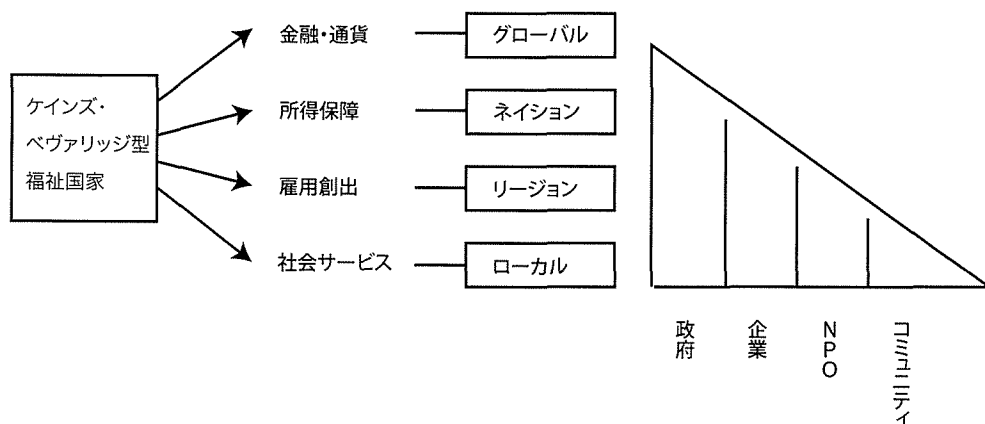 ケインズ・
ベヴァリッジ型
福祉国家
金融・通貨
グローバル
所得保障
ネイション
雇用創出
リージョン
社会サービス
ローカル
政府
企業
NPO
コミュニティ